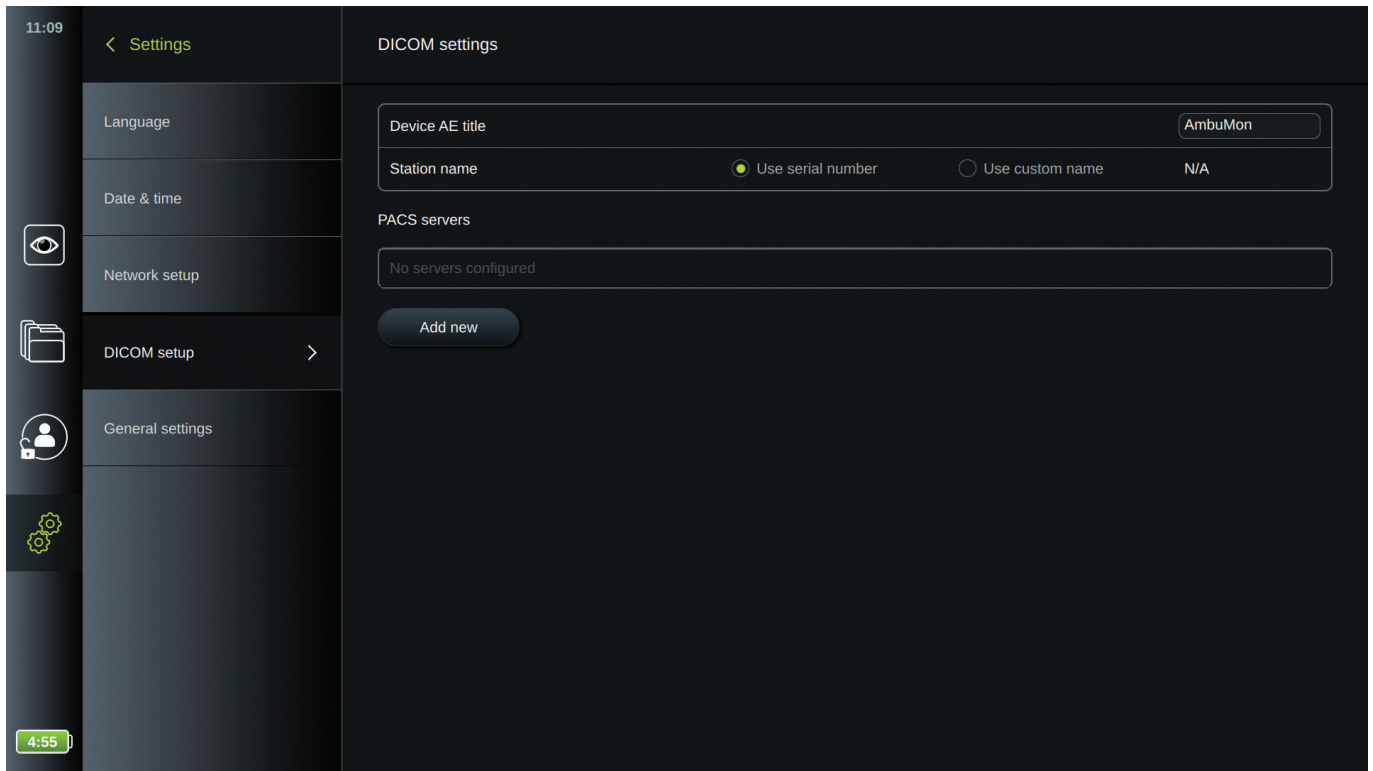 11:09
Settings
DICOM settings
Language
Date & time
Network setup
DICOM setup
General settings
Device AE title AmbuMon
Station name Use serial number Use custom name N/A
PACS servers
No servers configured
Add new
4:55